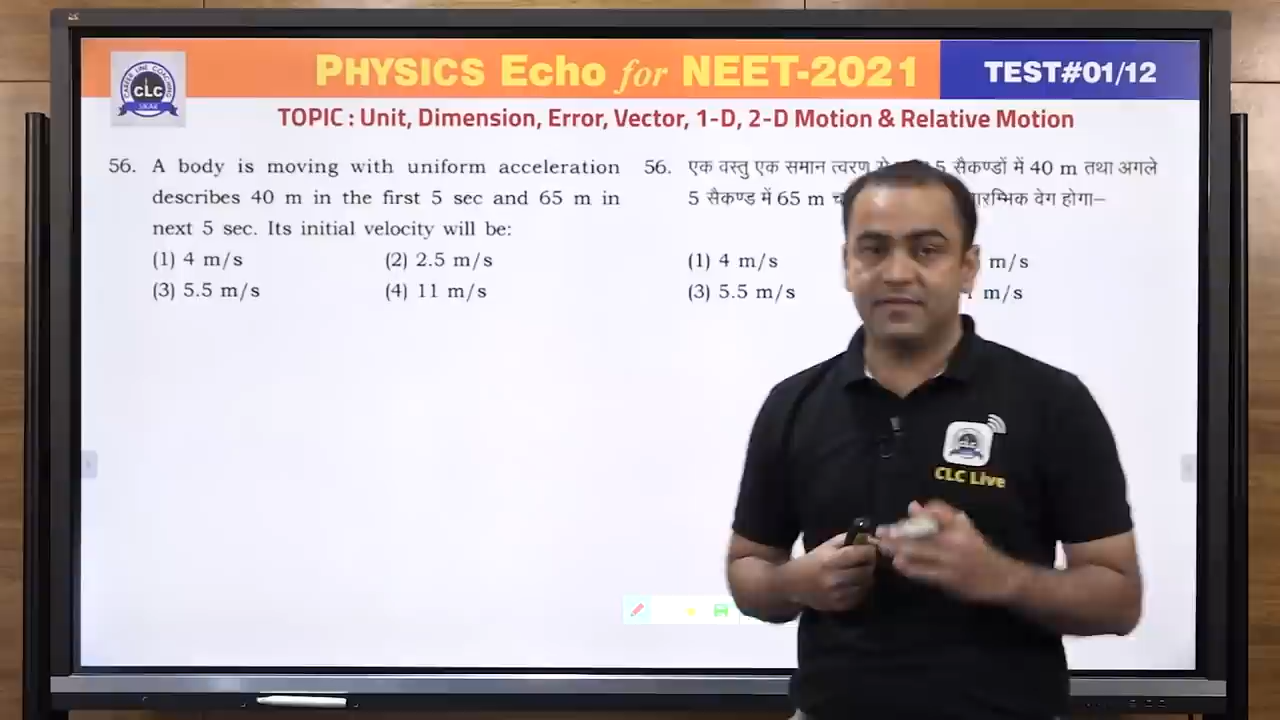 PHYSICS Echo for NEET-2021
TEST#01/12
CLC
TOPIC : Unit, Dimension, Error, Vector, 1-D, 2-D Motion & Relative Motion
56. A body is moving with uniform acceleration
describes 40 m in the first 5 sec and 65 m in
next 5 sec. Its initial velocity will be:
(1) 4 m/s (2) 2.5 m/s
(3) 5.5 m/s (4) 11 m/s
56. एक वस्तु एक समान त्वरण 5 सैकण्डों में 40 m तथा अगले
5 सैकण्ड में 65 m वेग होगा–
(1) 4 m/s m/s
(3) 5.5 m/s m/s
CLC
CLC Live